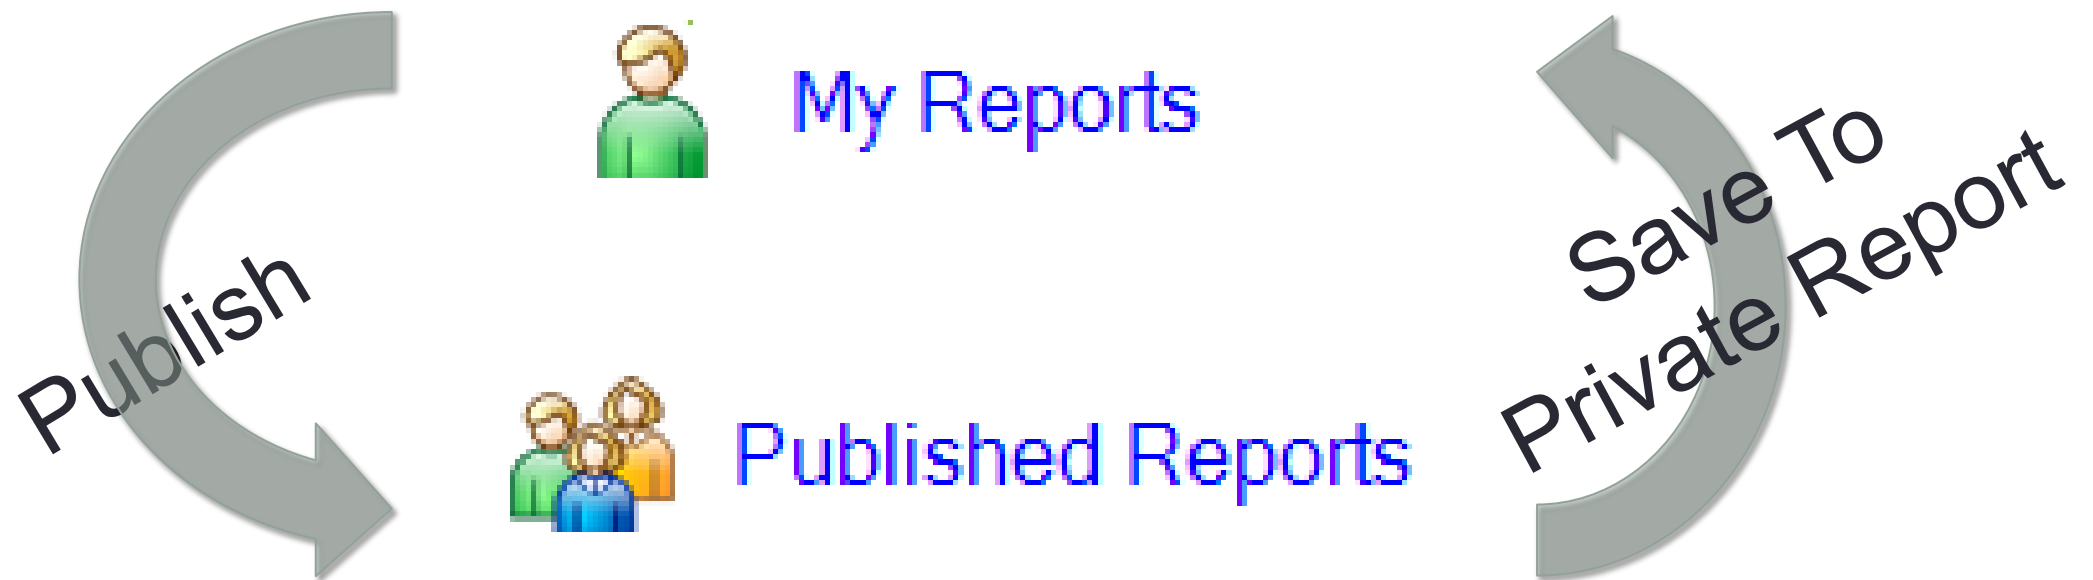 My Reports
Publish
Save To
Private Report
Published Reports